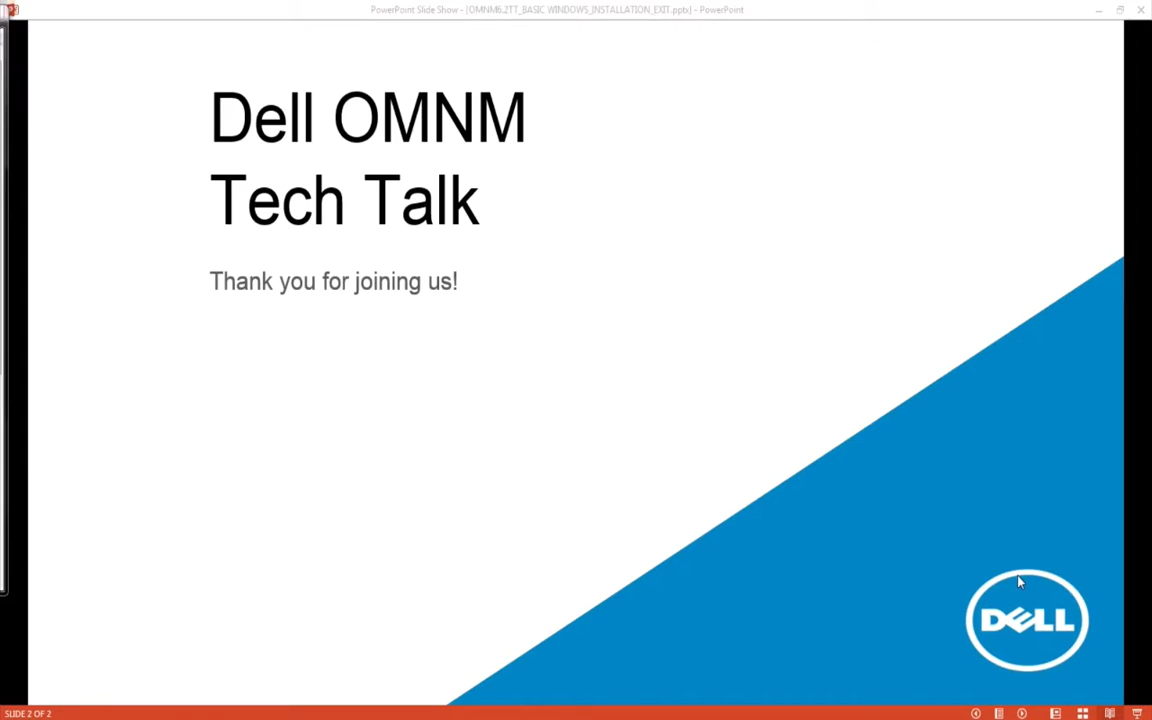 PowerPoint Slide Show - [OMNM6.2TT_BASIC WINDOWS_INSTALLATION_EXIT.pptx] - PowerPoint
Dell OMNM
Tech Talk
Thank you for joining us!
DELL
SLIDE 2 OF 2